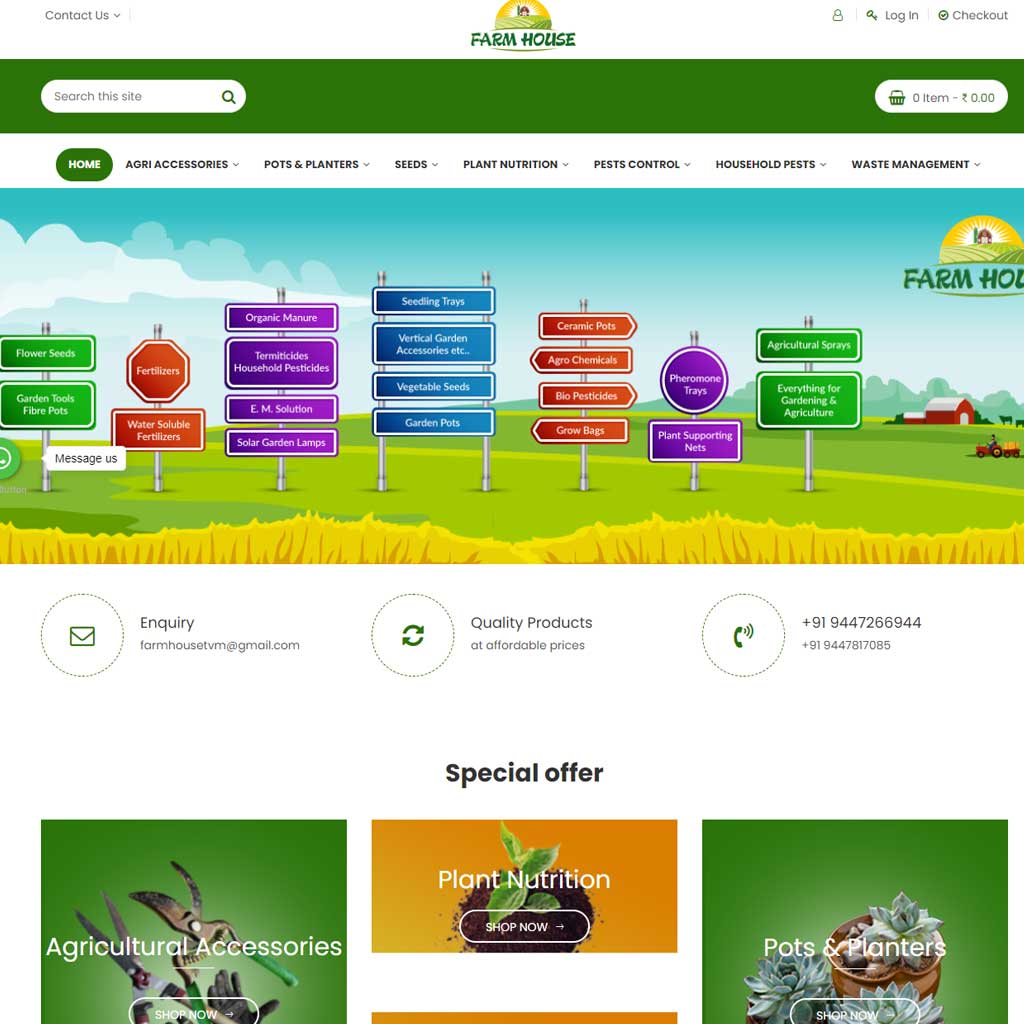 Contact Us
FARM HOUSE
Log In
Checkout
Search this site
0 Item - ₹ 0.00
HOME
AGRI ACCESSORIES
POTS & PLANTERS
SEEDS
PLANT NUTRITION
PESTS CONTROL
HOUSEHOLD PESTS
WASTE MANAGEMENT
FARM HOU
Flower Seeds
Garden Tools
Fibre Pots
Fertilizers
Water Soluble
Fertilizers
Organic Manure
Termiticides
Household Pesticides
E. M. Solution
Solar Garden Lamps
Seedling Trays
Vertical Garden
Accessories etc..
Vegetable Seeds
Garden Pots
Ceramic Pots
Agro Chemicals
Bio Pesticides
Grow Bags
Pheromone
Trays
Plant Supporting
Nets
Agricultural Sprays
Everything for
Gardening &
Agriculture
Message us
Button
Enquiry
farmhousetvm@gmail.com
Quality Products
at affordable prices
+91 9447266944
+91 9447817085
Special offer
Agricultural Accessories
SHOP NOW →
Plant Nutrition
SHOP NOW →
Pots & Planters
SHOP NOW →